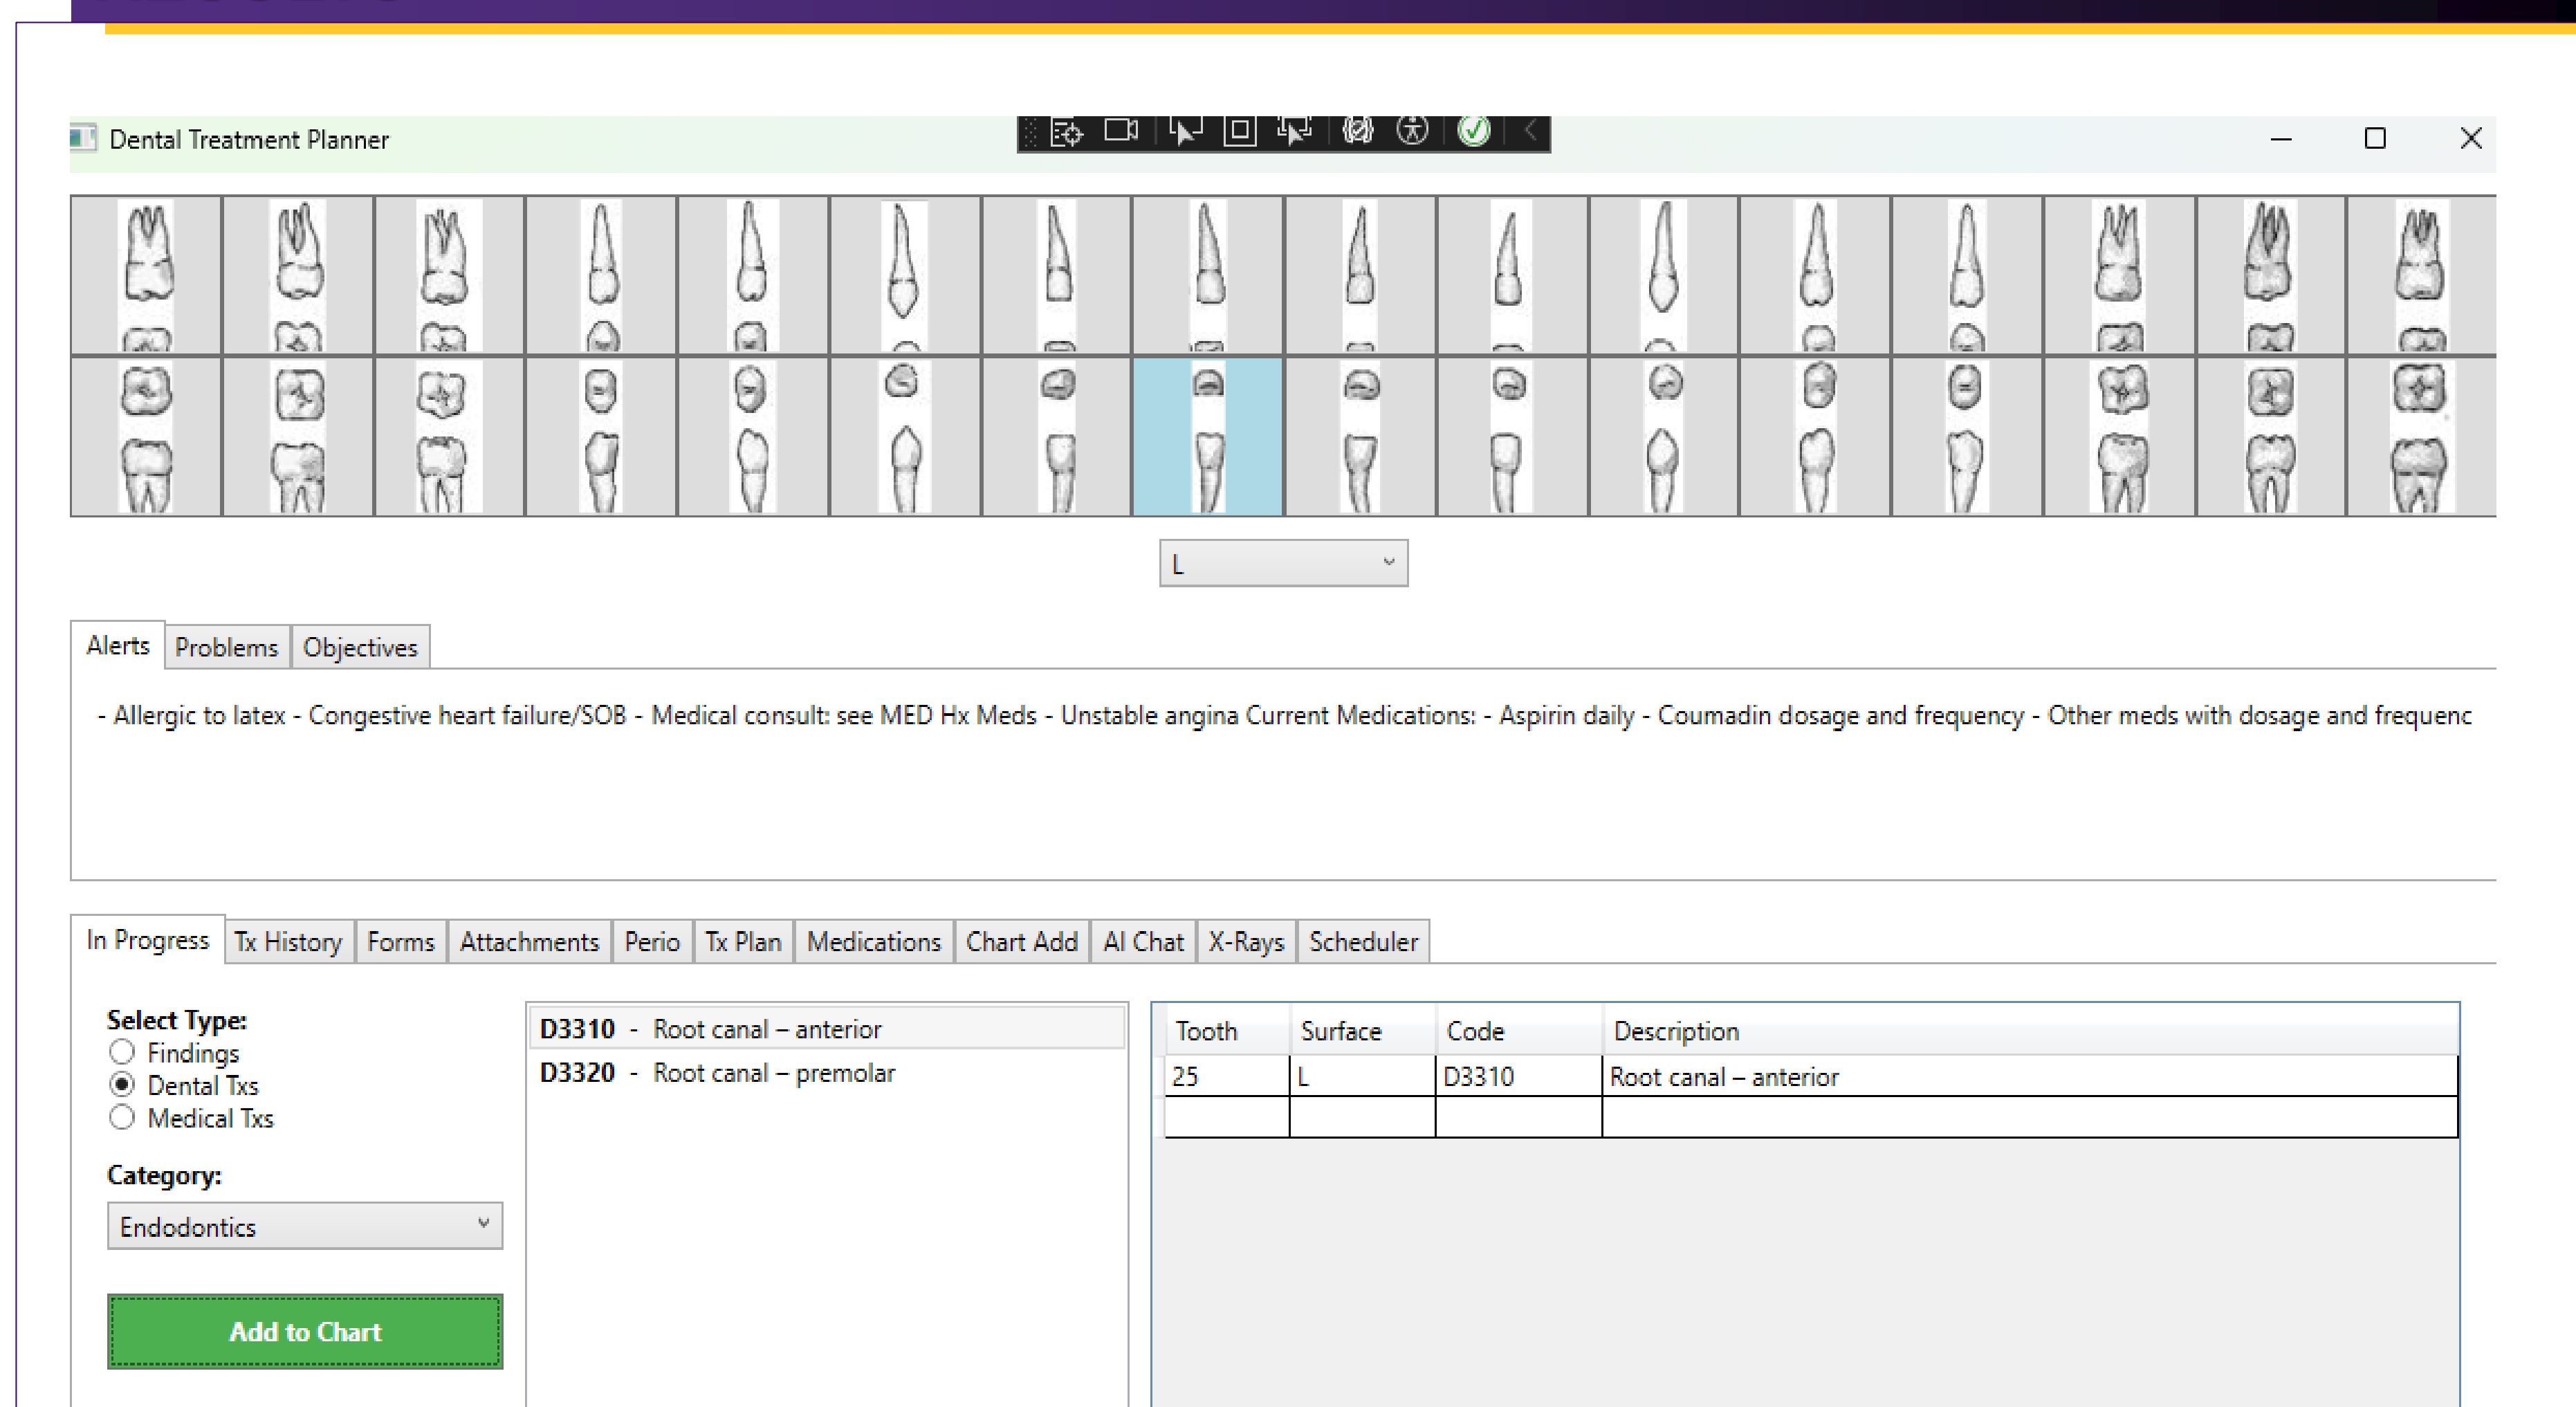 Dental Treatment Planner
L
Alerts Problems Objectives
- Allergic to latex - Congestive heart failure/SOB - Medical consult: see MED Hx Meds - Unstable angina Current Medications: - Aspirin daily - Coumadin dosage and frequency - Other meds with dosage and frequenc
In Progress Tx History Forms Attachments Perio Tx Plan Medications Chart Add AI Chat X-Rays Scheduler
Select Type:
Findings
Dental Txs
Medical Txs
Category:
Endodontics
Add to Chart
D3310 - Root canal – anterior
D3320 - Root canal – premolar
Tooth Surface Code Description
25 L D3310 Root canal – anterior